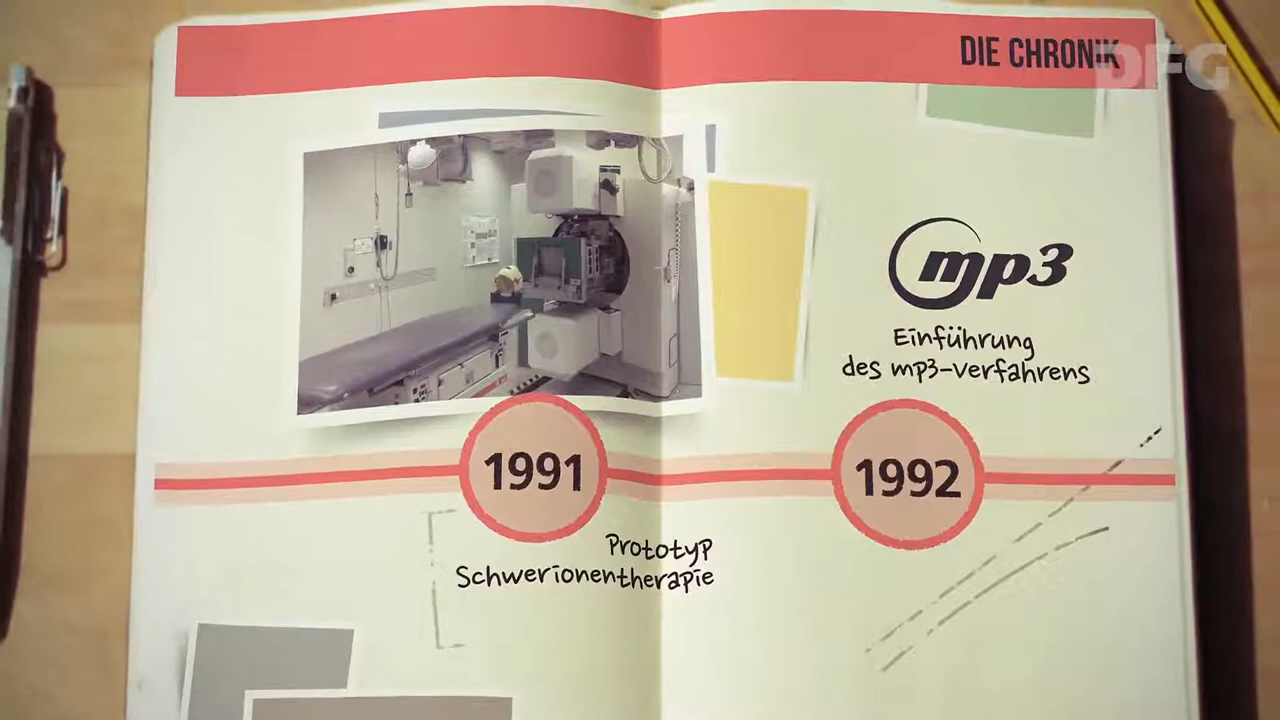 DIE CHRONIK
DFG
mp3
Einführung
des mp3-Verfahrens
1991
1992
Prototyp
Schwerionentherapie